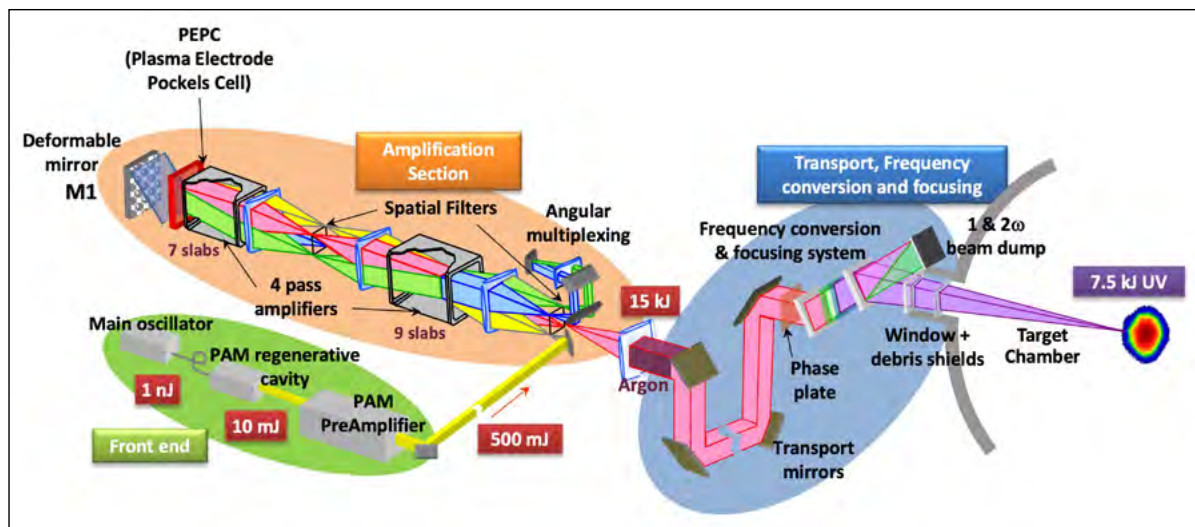 PEPC
(Plasma Electrode
Pockels Cell)
Deformable
mirror
M1
7 slabs
Amplification
Section
Spatial Filters
Angular
multiplexing
4 pass
amplifiers
9 slabs
15 kJ
Argon
Main oscillator
PAM regenerative
cavity
1 nJ
10 mJ
PAM
PreAmplifier
500 mJ
Front end
Transport, Frequency
conversion and focusing
Frequency conversion
& focusing system
1 & 2ω
beam dump
Phase
plate
Transport
mirrors
Window +
debris shields
Target
Chamber
7.5 kJ UV